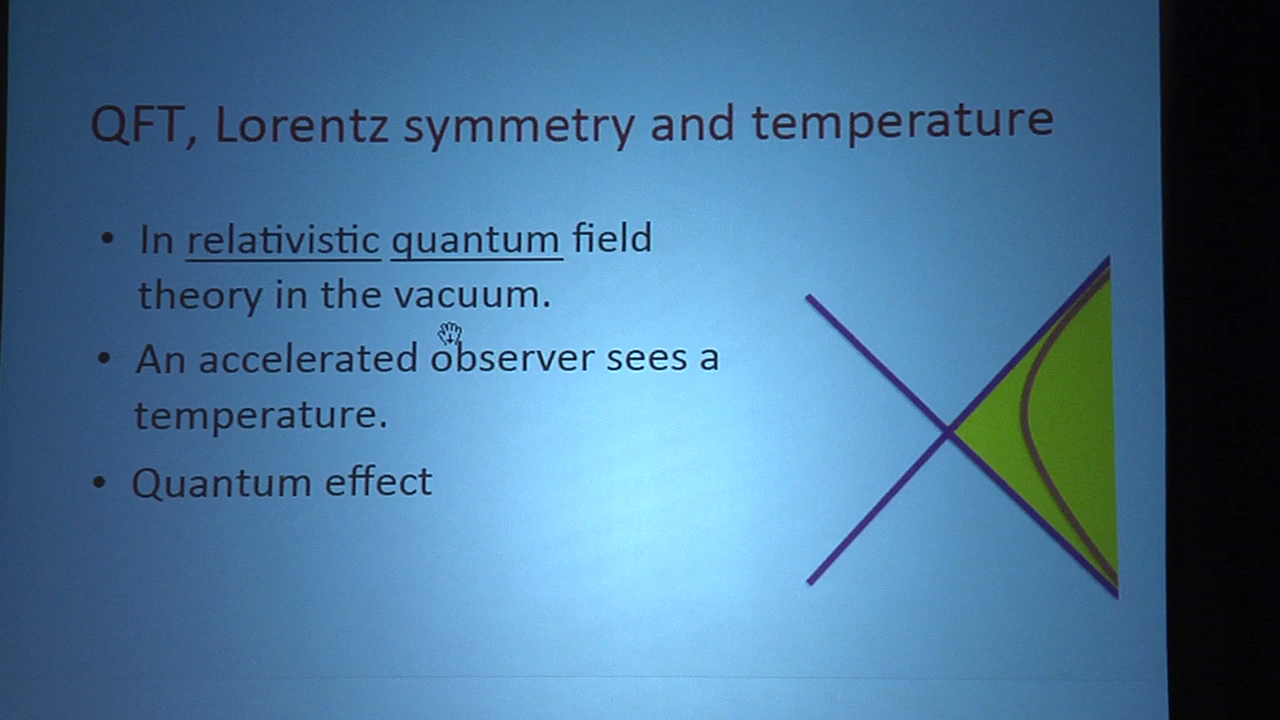 QFT, Lorentz symmetry and temperature
• In relativistic quantum field
theory in the vacuum.
• An accelerated observer sees a
temperature.
• Quantum effect